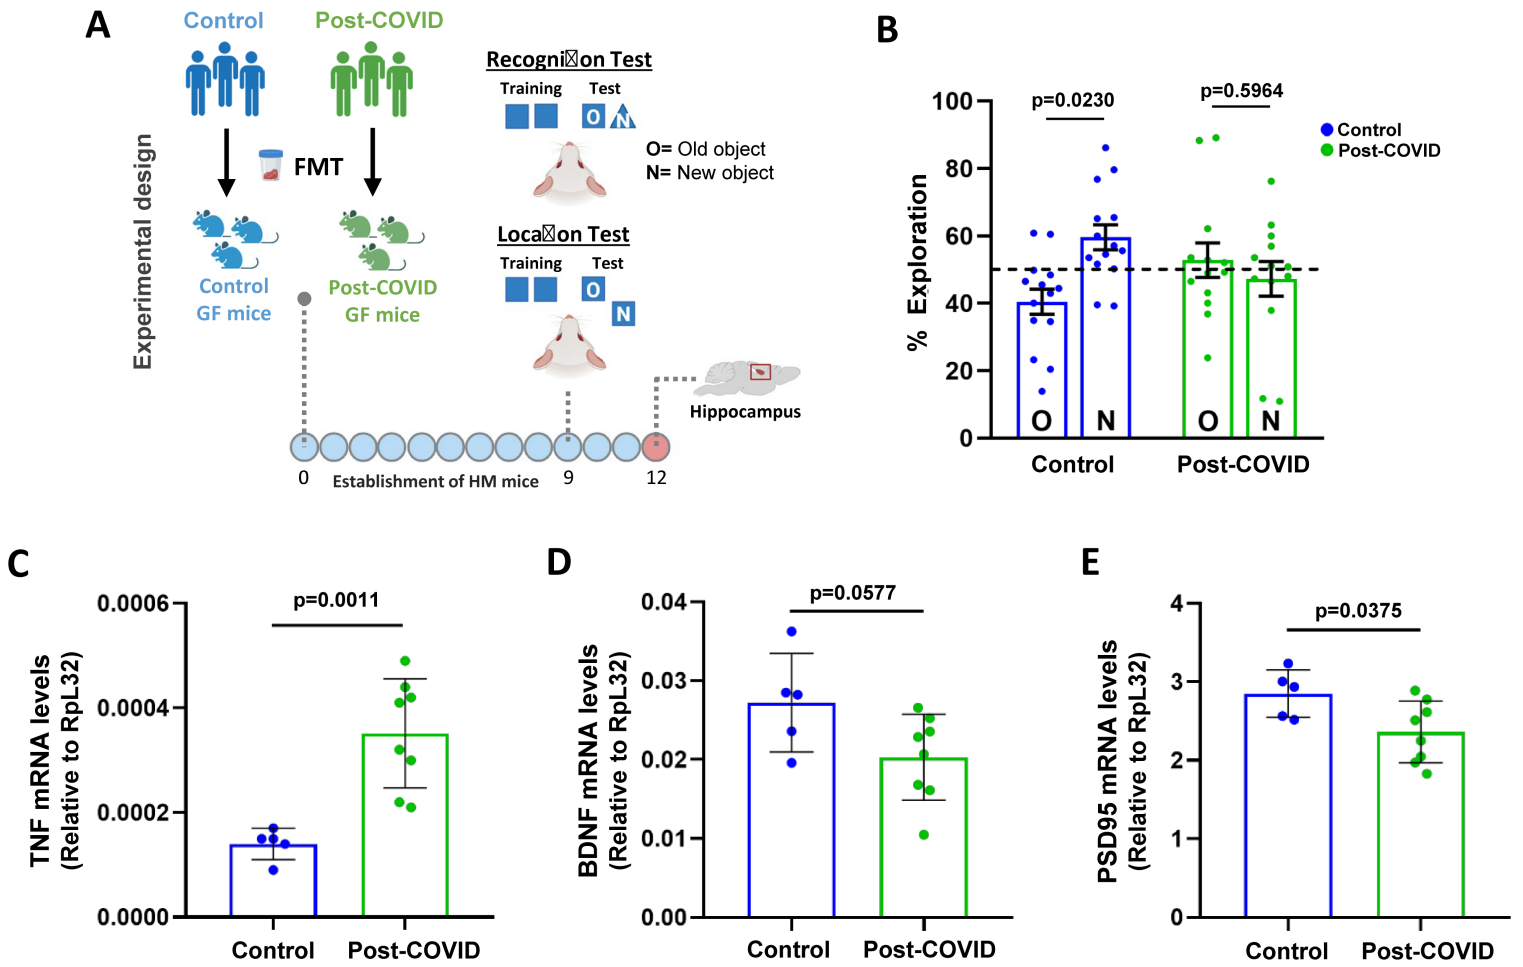 A
Control
Post-COVID
Experimental design
FMT
Control
GF mice
Post-COVID
GF mice
Recogni☒on Test
Training
Test
O
N
O= Old object
N= New object
Loca☒on Test
Training
Test
O
N
Hippocampus
0
Establishment of HM mice
9
12
B
% Exploration
100
80
60
40
20
0
p=0.0230
p=0.5964
O
N
O
N
Control
Post-COVID
Control
Post-COVID
C
TNF mRNA levels
(Relative to RpL32)
0.0006
0.0004
0.0002
0.0000
p=0.0011
Control
Post-COVID
D
BDNF mRNA levels
(Relative to RpL32)
0.04
0.03
0.02
0.01
0.00
p=0.0577
Control
Post-COVID
E
PSD95 mRNA levels
(Relative to RpL32)
4
3
2
1
0
p=0.0375
Control
Post-COVID